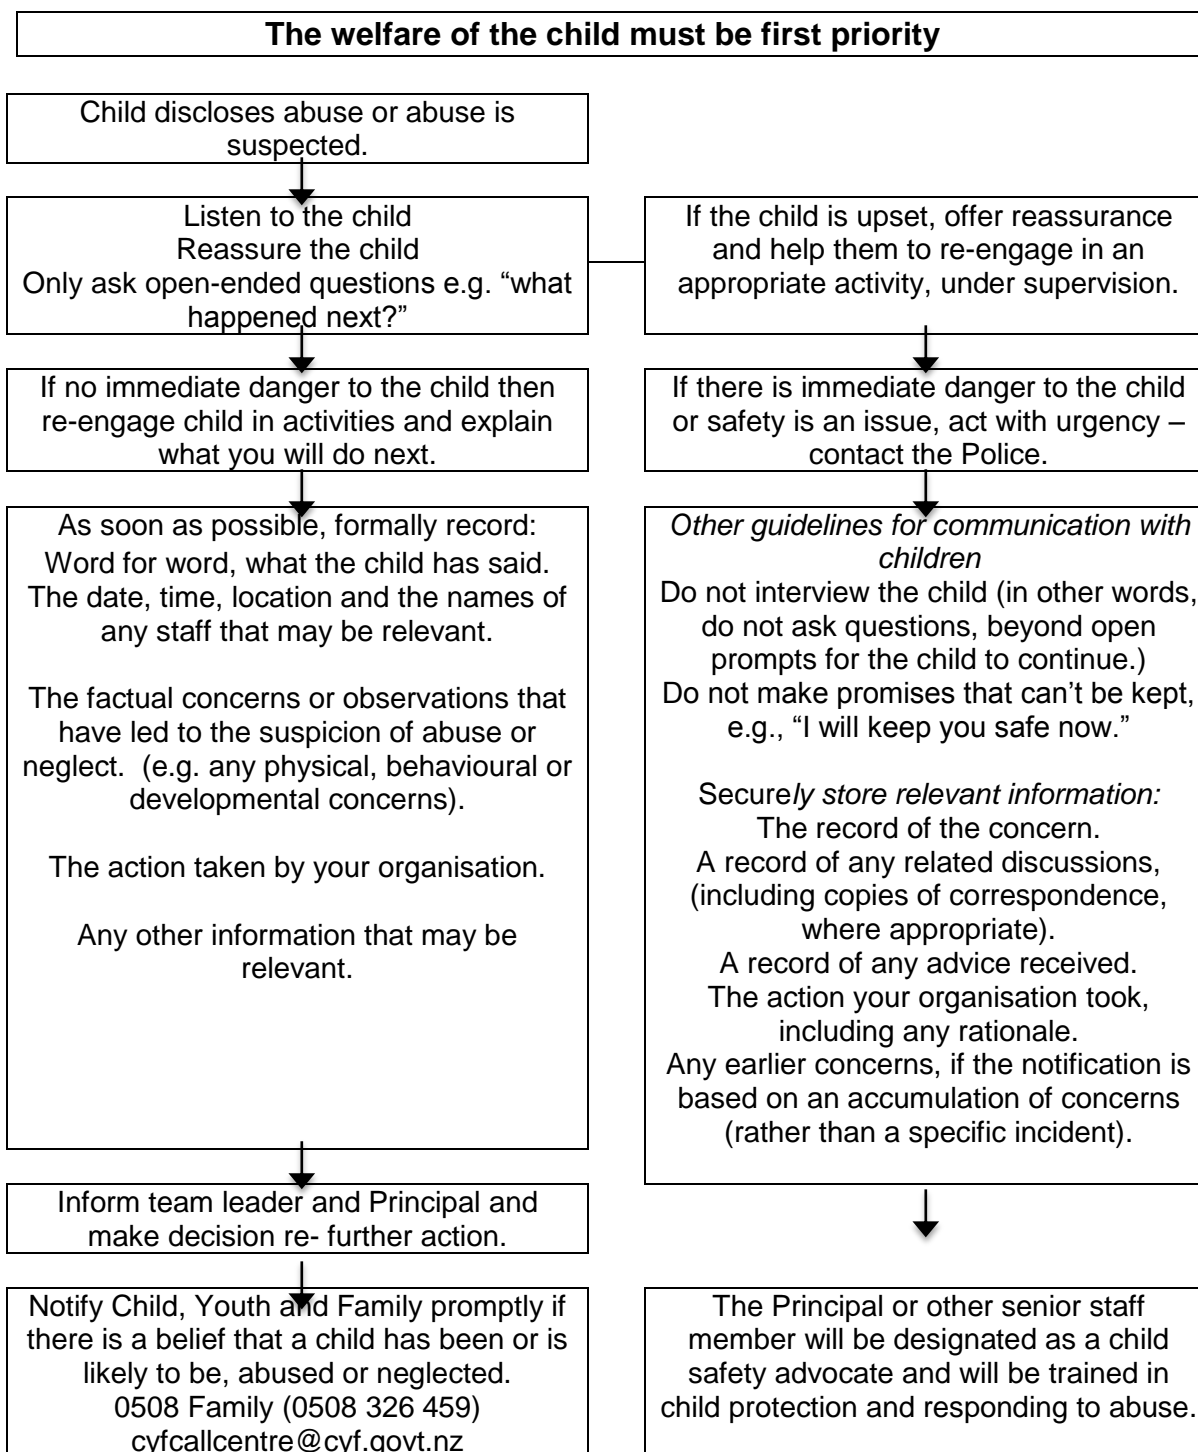 The welfare of the child must be first priority
Child discloses abuse or abuse is
suspected.
Listen to the child
Reassure the child
Only ask open-ended questions e.g. “what
happened next?”
If the child is upset, offer reassurance
and help them to re-engage in an
appropriate activity, under supervision.
If no immediate danger to the child then
re-engage child in activities and explain
what you will do next.
If there is immediate danger to the child
or safety is an issue, act with urgency –
contact the Police.
As soon as possible, formally record:
Word for word, what the child has said.
The date, time, location and the names of
any staff that may be relevant.
The factual concerns or observations that
have led to the suspicion of abuse or
neglect.  (e.g. any physical, behavioural or
developmental concerns).
The action taken by your organisation.
Any other information that may be
relevant.
Other guidelines for communication with
children
Do not interview the child (in other words,
do not ask questions, beyond open
prompts for the child to continue.)
Do not make promises that can’t be kept,
e.g., “I will keep you safe now.”
Securely store relevant information:
The record of the concern.
A record of any related discussions,
(including copies of correspondence,
where appropriate).
A record of any advice received.
The action your organisation took,
including any rationale.
Any earlier concerns, if the notification is
based on an accumulation of concerns
(rather than a specific incident).
Inform team leader and Principal and
make decision re- further action.
Notify Child, Youth and Family promptly if
there is a belief that a child has been or is
likely to be, abused or neglected.
0508 Family (0508 326 459)
cyfcallcentre@cyf.govt.nz
The Principal or other senior staff
member will be designated as a child
safety advocate and will be trained in
child protection and responding to abuse.